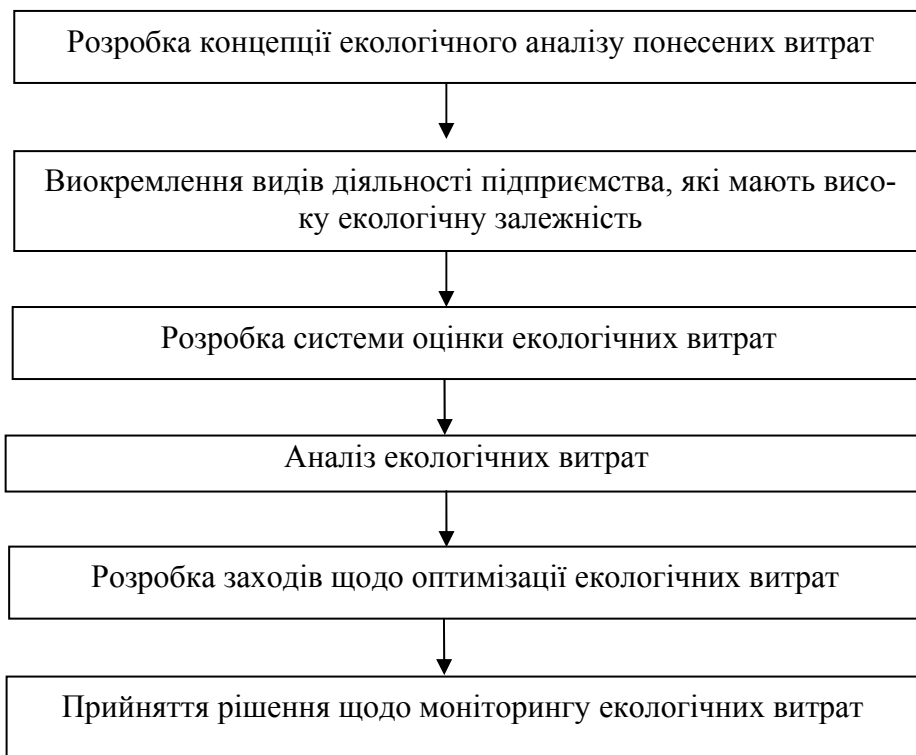 Розробка концепції екологічного аналізу понесених витрат
Виокремлення видів діяльності підприємства, які мають висо-
ку екологічну залежність
Розробка системи оцінки екологічних витрат
Аналіз екологічних витрат
Розробка заходів щодо оптимізації екологічних витрат
Прийняття рішення щодо моніторингу екологічних витрат